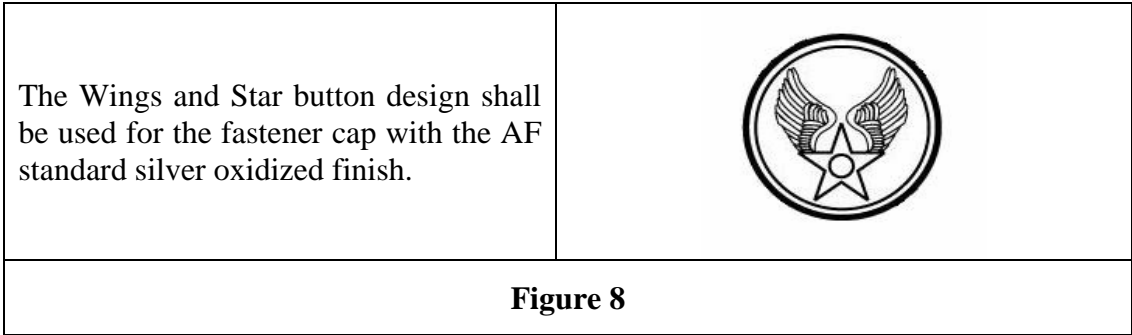 The Wings and Star button design shall
be used for the fastener cap with the AF
standard silver oxidized finish.
Figure 8